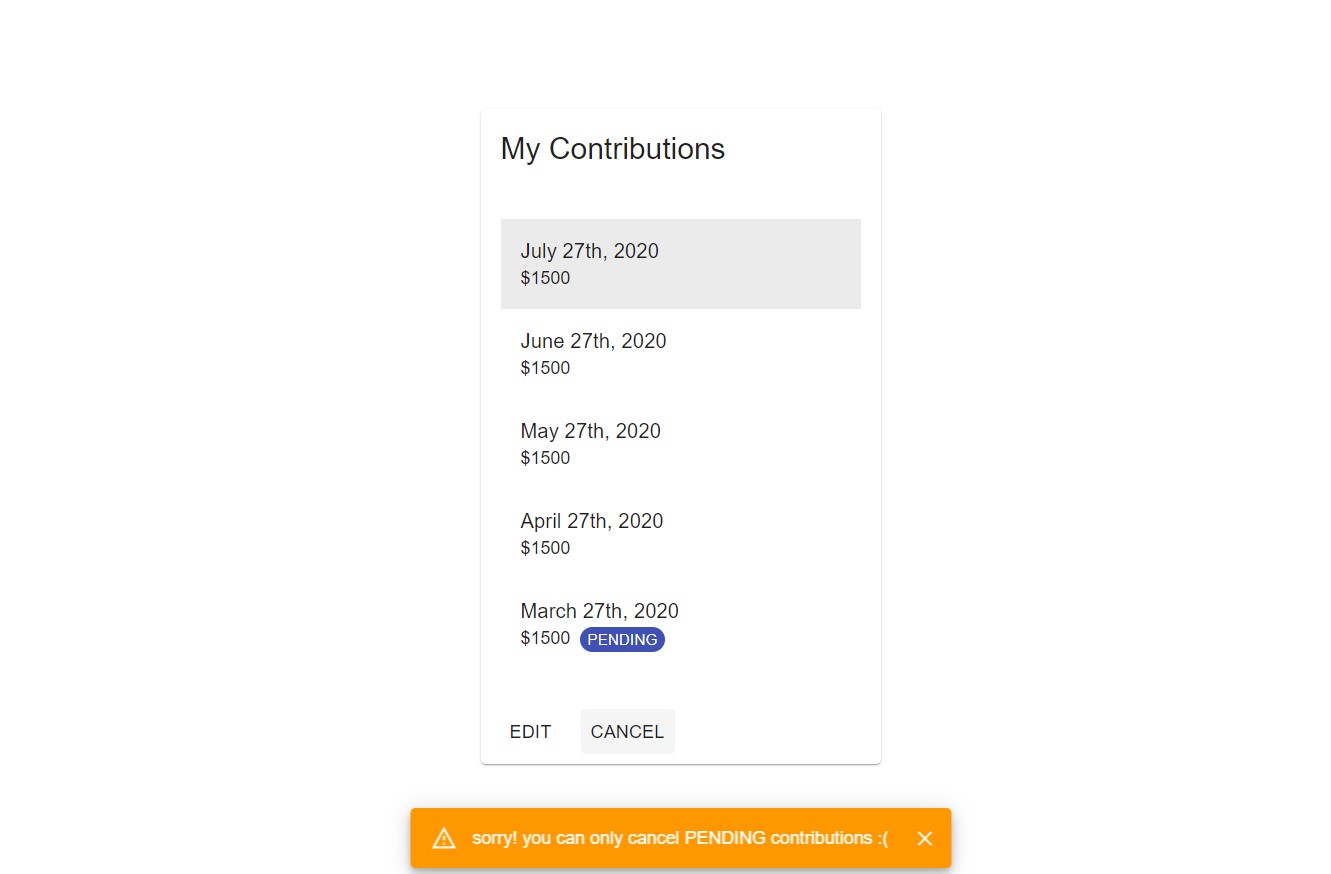 My Contributions
July 27th, 2020
$1500
June 27th, 2020
$1500
May 27th, 2020
$1500
April 27th, 2020
$1500
March 27th, 2020
$1500 PENDING
EDIT CANCEL
sorry! you can only cancel PENDING contributions :(